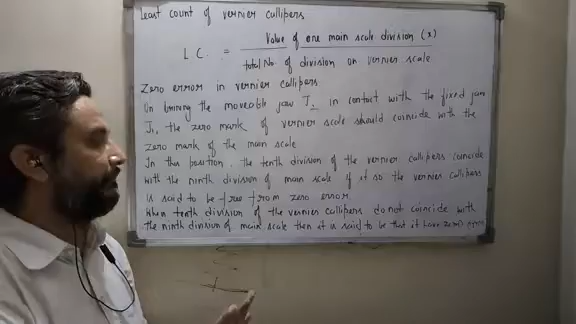 Least count of vernier callipers
L C. = Value of one main scale division (x)
total No. of division on vernier scale
Zero error in vernier callipers
On brining the moveable jaw J2 in contact with the fixed jaw
J1, the zero mark of vernier scale should coincide with the
zero mark of the main scale
In this position, the tenth division of the vernier callipers coincide
with the ninth division of main scale if it so the vernier callipers
is said to be free from zero error
When tenth division of the vernier callipers do not coincide with
the ninth division of main scale then it is said to be that it have zero error